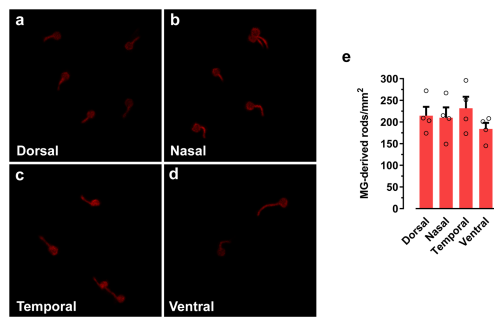 a
b
Dorsal
Nasal
c
d
Temporal
Ventral
e
MG-derived rods/mm²
300
250
200
150
100
50
0
Dorsal
Nasal
Temporal
Ventral